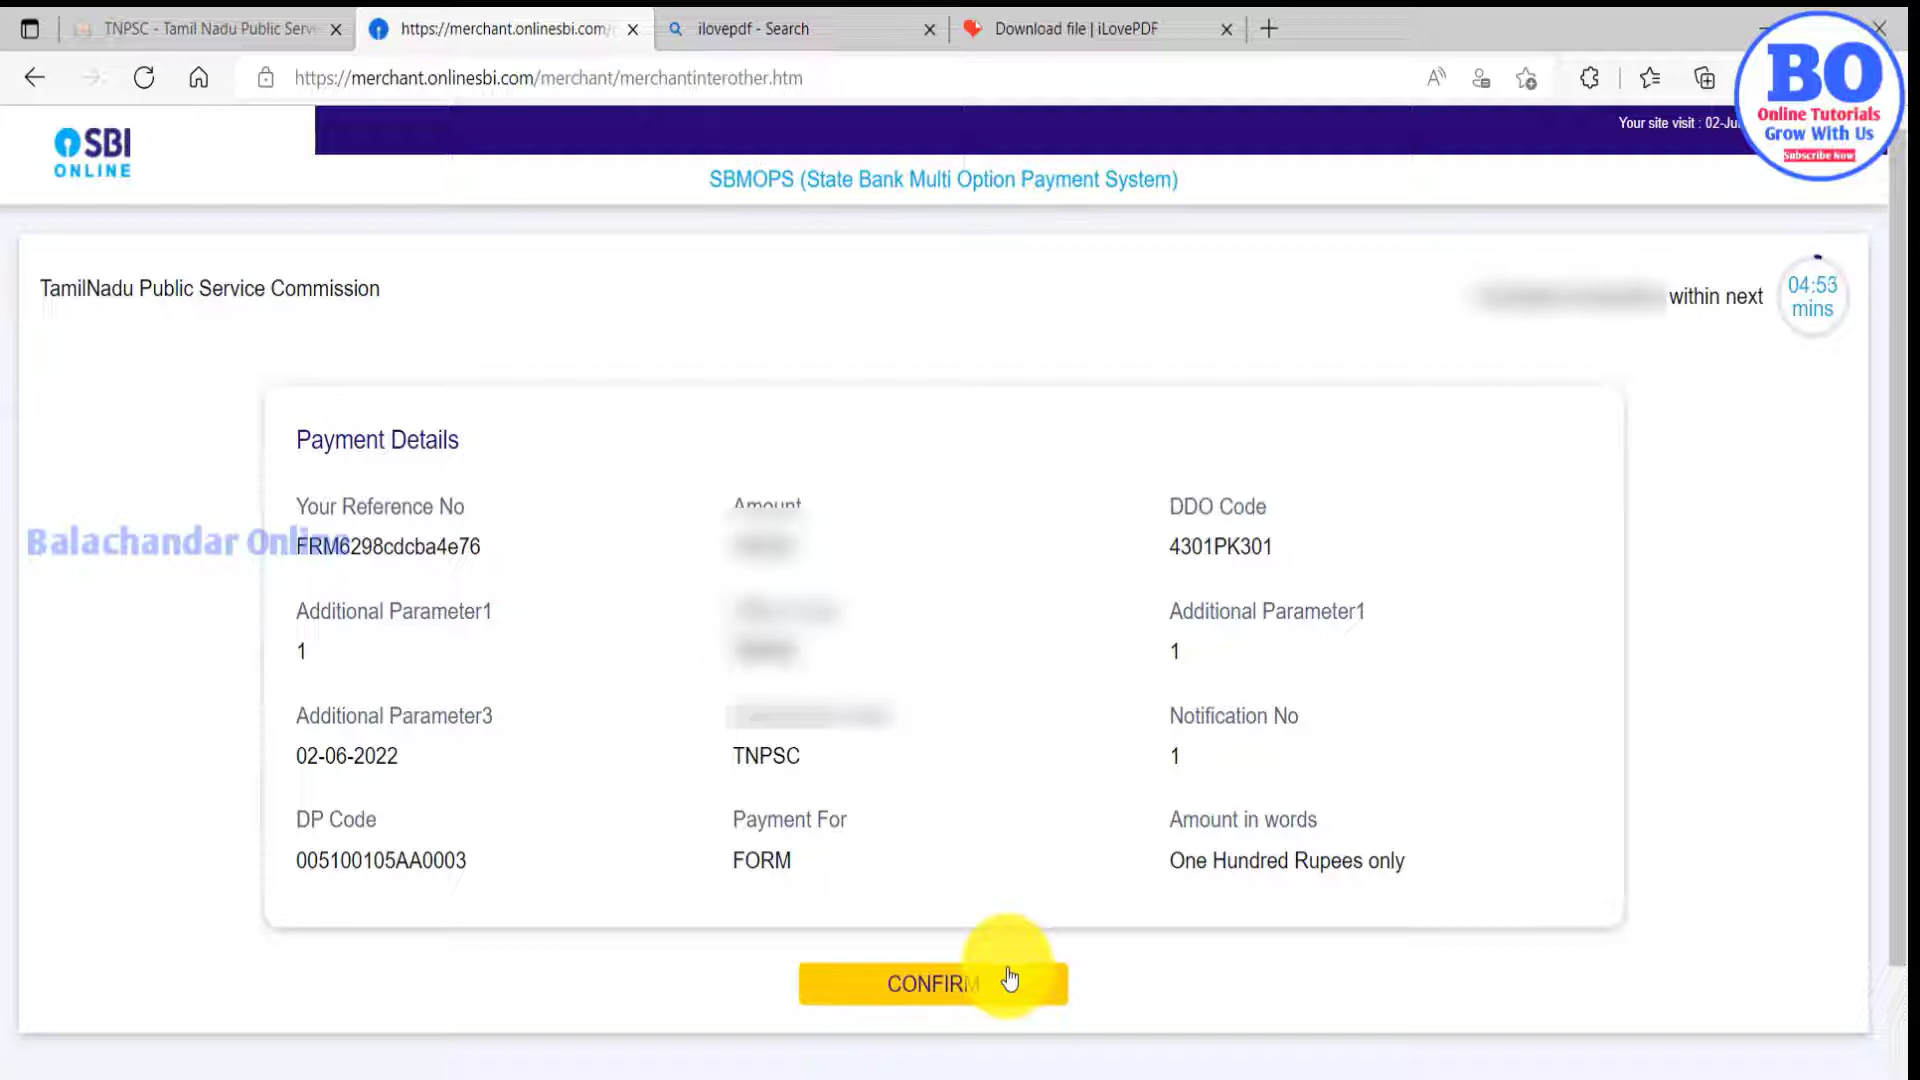 TNPSC - Tamil Nadu Public Serv
https://merchant.onlinesbi.com/
ilovepdf - Search
Download file | iLovePDF
https://merchant.onlinesbi.com/merchant/merchantinterother.htm
BO
Online Tutorials
Grow With Us
Subscribe Now
Your site visit : 02-Ju
SBI
ONLINE
SBMOPS (State Bank Multi Option Payment System)
TamilNadu Public Service Commission
within next
04:53
mins
Payment Details
Your Reference No
Amount
DDO Code
Balachandar Online
FRM6298cdcba4e76
4301PK301
Additional Parameter1
Additional Parameter1
1
1
Additional Parameter3
Notification No
02-06-2022
TNPSC
1
DP Code
Payment For
Amount in words
005100105AA0003
FORM
One Hundred Rupees only
CONFIRM